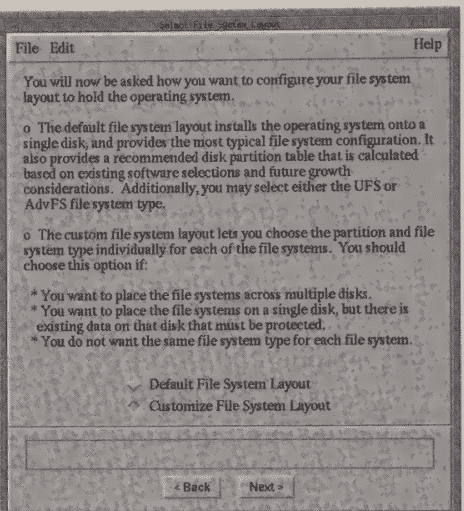 Select File System Layout
File Edit Help
You will now be asked how you want to configure your file system
layout to hold the operating system.
o The default file system layout installs the operating system onto a
single disk, and provides the most typical file system configuration. It
also provides a recommended disk partition table that is calculated
based on existing software selections and future growth
considerations. Additionally, you may select either the UFS or
AdvFS file system type.
o The custom file system layout lets you choose the partition and file
system type individually for each of the file systems. You should
choose this option if:
* You want to place the file systems across multiple disks.
* You want to place the file systems on a single disk, but there is
existing data on that disk that must be protected.
* You do not want the same file system type for each file system.
Default File System Layout
Customize File System Layout
< Back Next >